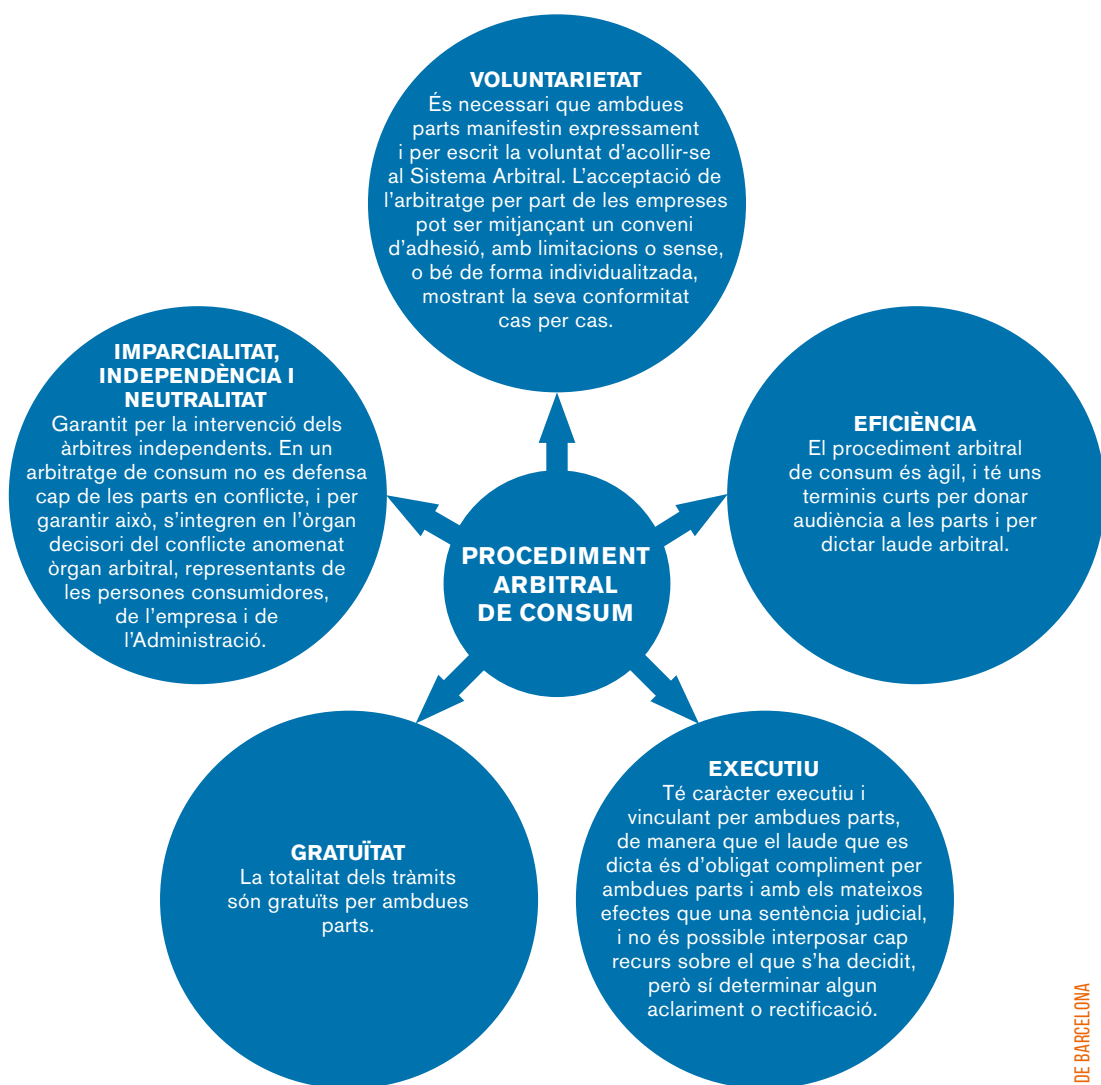 VOLUNTARIETAT
És necessari que ambdues
parts manifestin expressament
i per escrit la voluntat d'acollir-se
al Sistema Arbitral. L'acceptació de
l'arbitratge per part de les empreses
pot ser mitjançant un conveni
d'adhesió, amb limitacions o sense,
o bé de forma individualitzada,
mostrant la seva conformitat
cas per cas.
IMPARCIALITAT,
INDEPENDÈNCIA I
NEUTRALITAT
Garantit per la intervenció dels
àrbitres independents. En un
arbitratge de consum no es defensa
cap de les parts en conflicte, i per
garantir això, s'integren en l'òrgan
decisori del conflicte anomenat
òrgan arbitral, representants de
les persones consumidores,
de l'empresa i de
l'Administració.
EFICIÈNCIA
El procediment arbitral
de consum és àgil, i té uns
terminis curts per donar
audiència a les parts i per
dictar laude arbitral.
PROCEDIMENT
ARBITRAL
DE CONSUM
GRATUÏTAT
La totalitat dels tràmits
són gratuïts per ambdues
parts.
EXECUTIU
Té caràcter executiu i
vinculant per ambdues parts,
de manera que el laude que es
dicta és d'obligat compliment per
ambdues parts i amb els mateixos
efectes que una sentència judicial,
i no és possible interposar cap
recurs sobre el que s'ha decidit,
però sí determinar algun
aclariment o rectificació.
DE BARCELONA